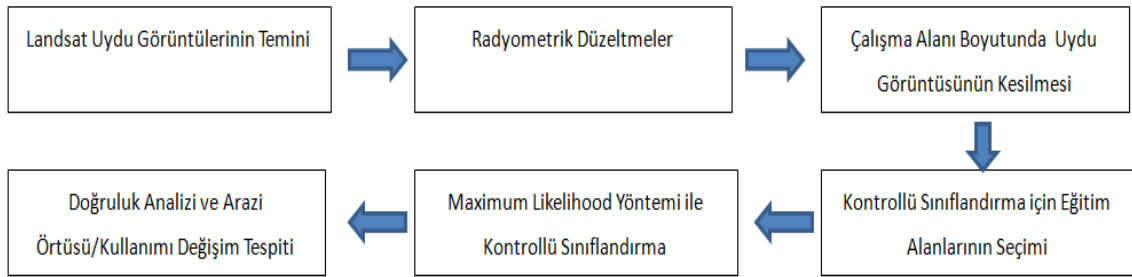 Landsat Uydu Görüntülerinin Temini
Radyometrik Düzeltmeler
Çalışma Alanı Boyutunda Uydu
Görüntüsünün Kesilmesi
Kontrollü Sınıflandırma için Eğitim
Alanlarının Seçimi
Maximum Likelihood Yöntemi ile
Kontrollü Sınıflandırma
Doğruluk Analizi ve Arazi
Örtüsü/Kullanımı Değişim Tespiti